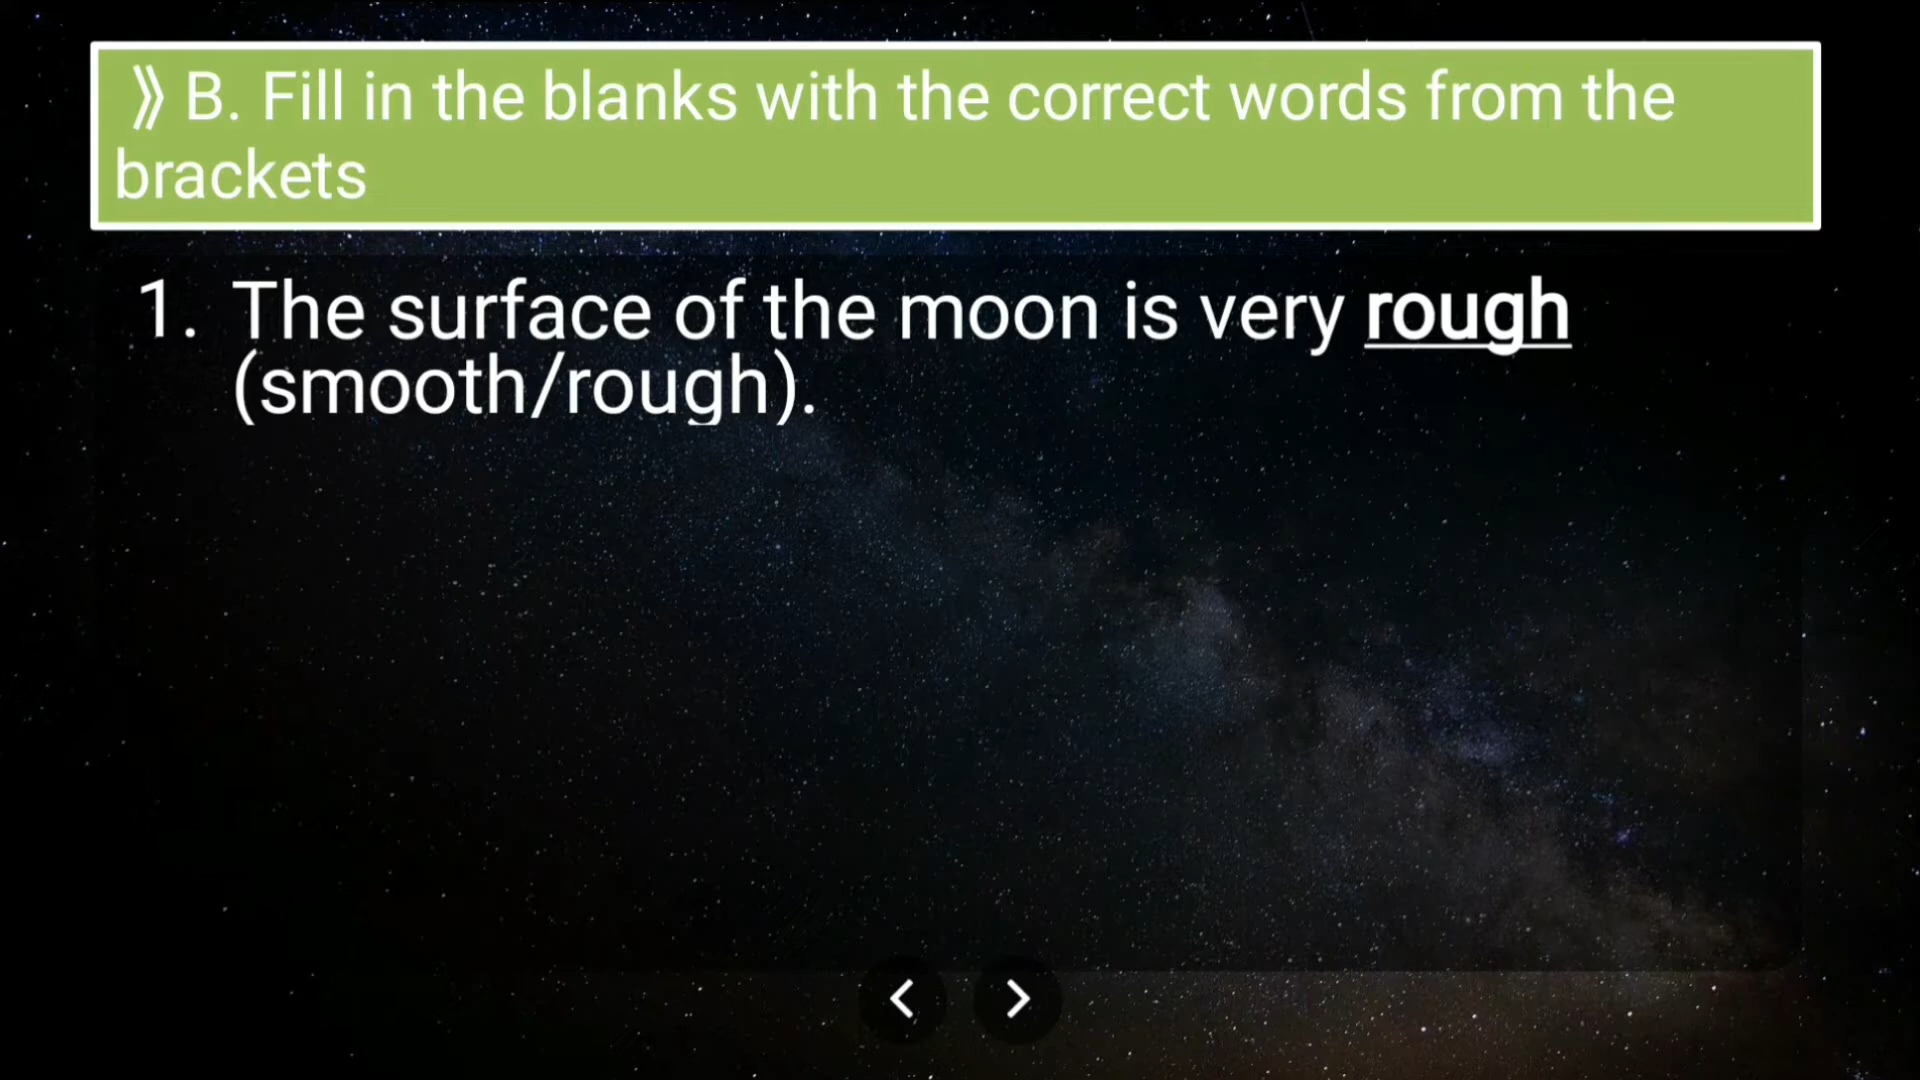 ⟫ B. Fill in the blanks with the correct words from the
brackets
1. The surface of the moon is very rough
(smooth/rough).